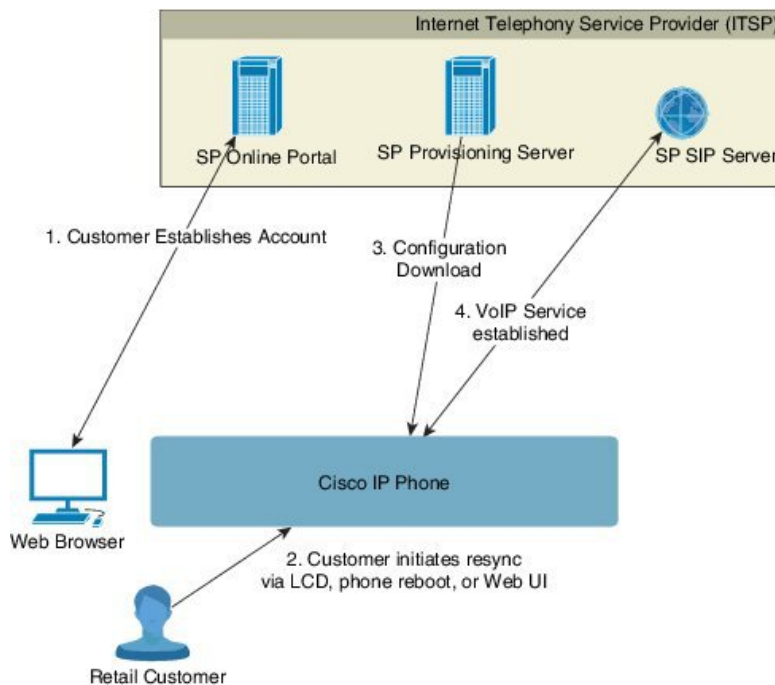 Internet Telephony Service Provider (ITSP)
SP Online Portal
SP Provisioning Server
SP SIP Server
1. Customer Establishes Account
3. Configuration
Download
4. VoIP Service
established
Cisco IP Phone
Web Browser
2. Customer initiates resync
via LCD, phone reboot, or Web UI
Retail Customer